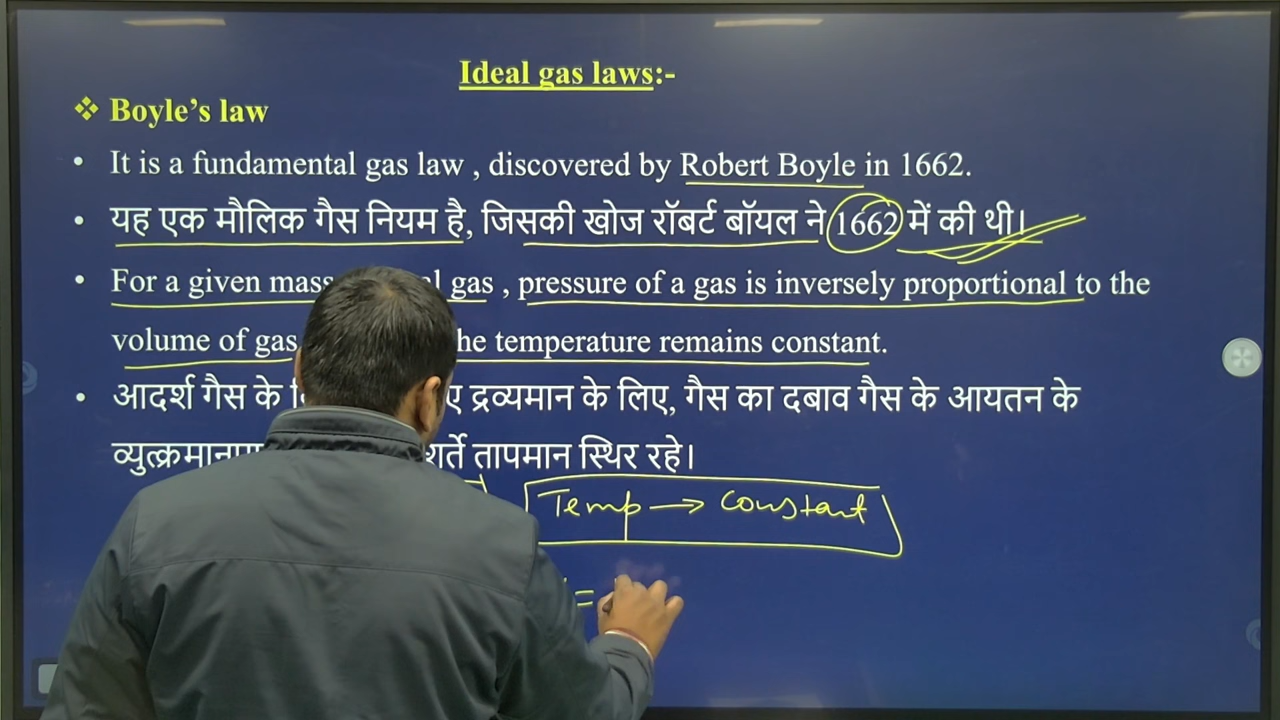 Ideal gas laws:-
❖ Boyle’s law
• It is a fundamental gas law , discovered by Robert Boyle in 1662.
• यह एक मौलिक गैस नियम है, जिसकी खोज रॉबर्ट बॉयल ने 1662 में की थी।
• For a given mass gas , pressure of a gas is inversely proportional to the
volume of gas temperature remains constant.
• आदर्श गैस के द्रव्यमान के लिए, गैस का दबाव गैस के आयतन के
तापमान स्थिर रहे।
Temp → Constant
=